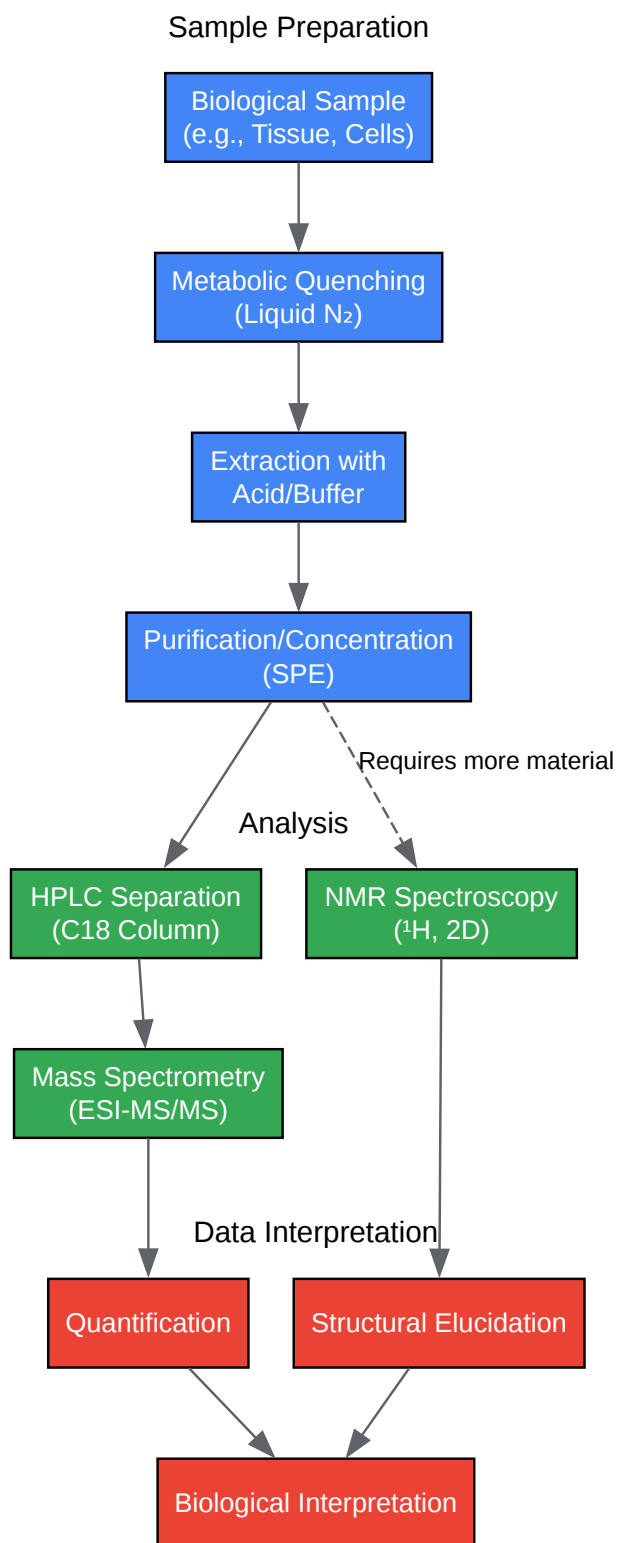 Sample Preparation
Biological Sample
(e.g., Tissue, Cells)
Metabolic Quenching
(Liquid N₂)
Extraction with
Acid/Buffer
Purification/Concentration
(SPE)
Requires more material
Analysis
HPLC Separation
(C18 Column)
NMR Spectroscopy
(¹H, 2D)
Mass Spectrometry
(ESI-MS/MS)
Data Interpretation
Quantification
Structural Elucidation
Biological Interpretation